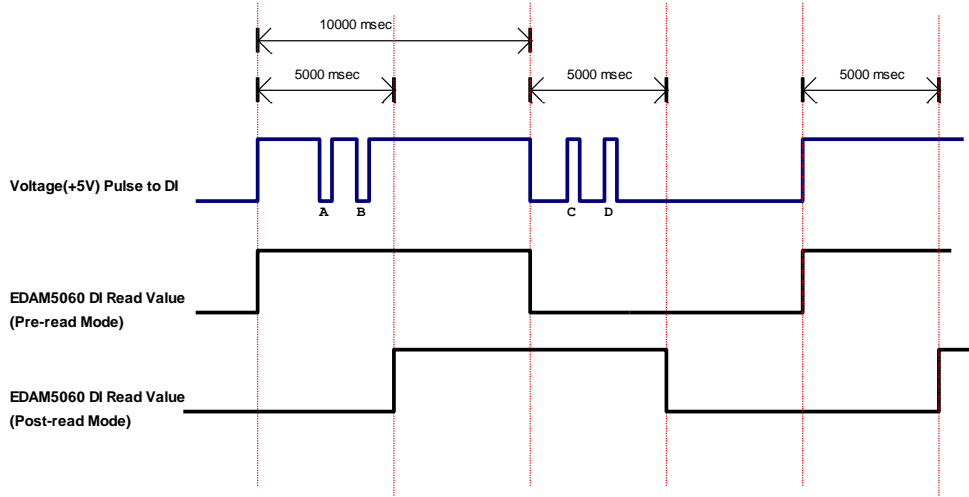 10000 msec
5000 msec
5000 msec
5000 msec
Voltage(+5V) Pulse to DI
A
B
C
D
EDAM5060 DI Read Value
(Pre-read Mode)
EDAM5060 DI Read Value
(Post-read Mode)